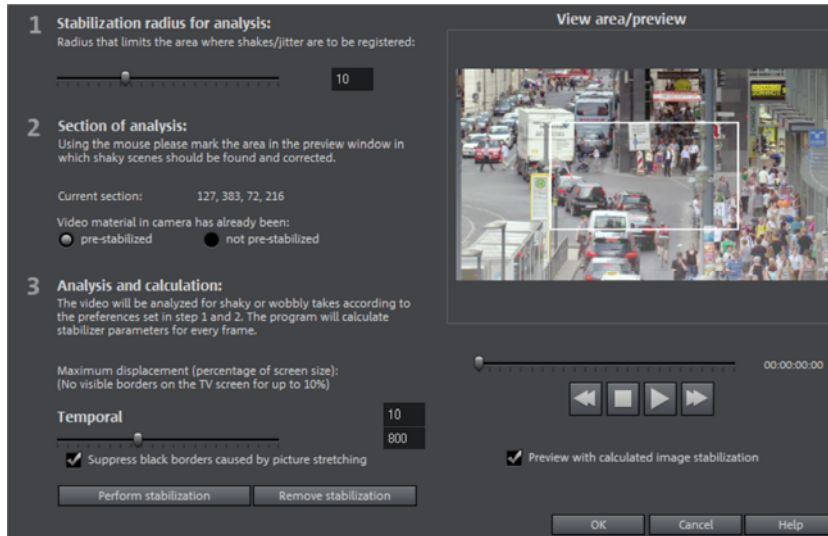 1 Stabilization radius for analysis:
Radius that limits the area where shakes/jitter are to be registered:
10
2 Section of analysis:
Using the mouse please mark the area in the preview window in
which shaky scenes should be found and corrected.
Current section: 127, 383, 72, 216
Video material in camera has already been:
pre-stabilized not pre-stabilized
3 Analysis and calculation:
The video will be analyzed for shaky or wobbly takes according to
the preferences set in step 1 and 2. The program will calculate
stabilizer parameters for every frame.
Maximum displacement (percentage of screen size):
(No visible borders on the TV screen for up to 10%)
10
Temporal
800
Suppress black borders caused by picture stretching
Perform stabilization Remove stabilization
View area/preview
00:00:00:00
Preview with calculated image stabilization
OK Cancel Help